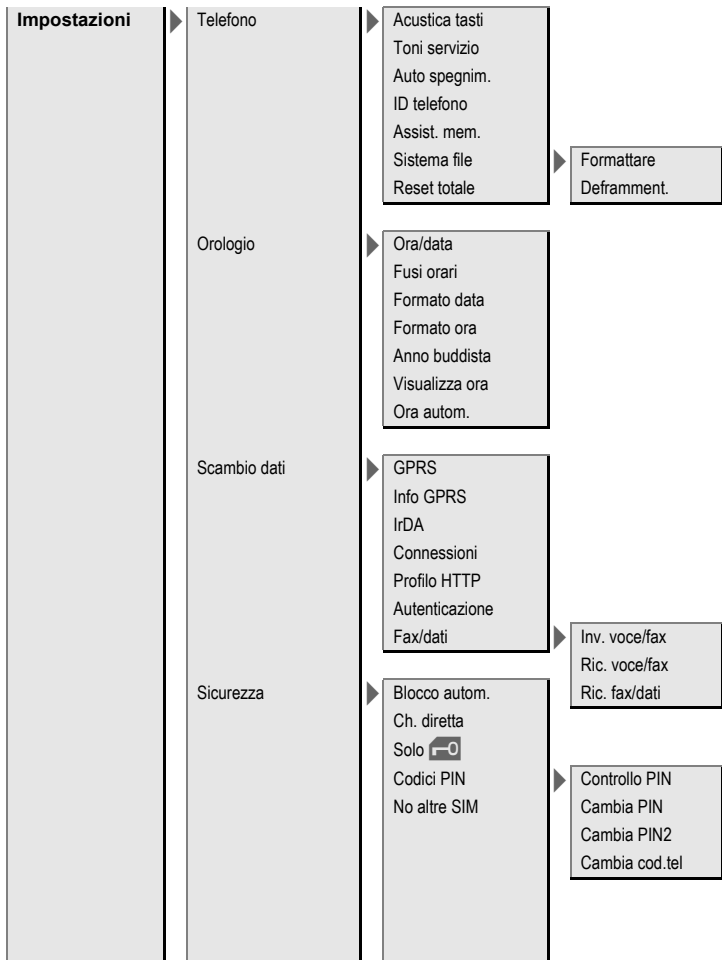 Impostazioni Telefono Acustica tasti
Toni servizio
Auto spegnim.
ID telefono
Assist. mem.
Sistema file Formattare
Reset totale Deframment.
Orologio Ora/data
Fusi orari
Formato data
Formato ora
Anno buddista
Visualizza ora
Ora autom.
Scambio dati GPRS
Info GPRS
IrDA
Connessioni
Profilo HTTP
Autenticazione
Fax/dati Inv. voce/fax
Ric. voce/fax
Sicurezza Blocco autom. Ric. fax/dati
Ch. diretta
Solo
Codici PIN Controllo PIN
No altre SIM Cambia PIN
Cambia PIN2
Cambia cod.tel